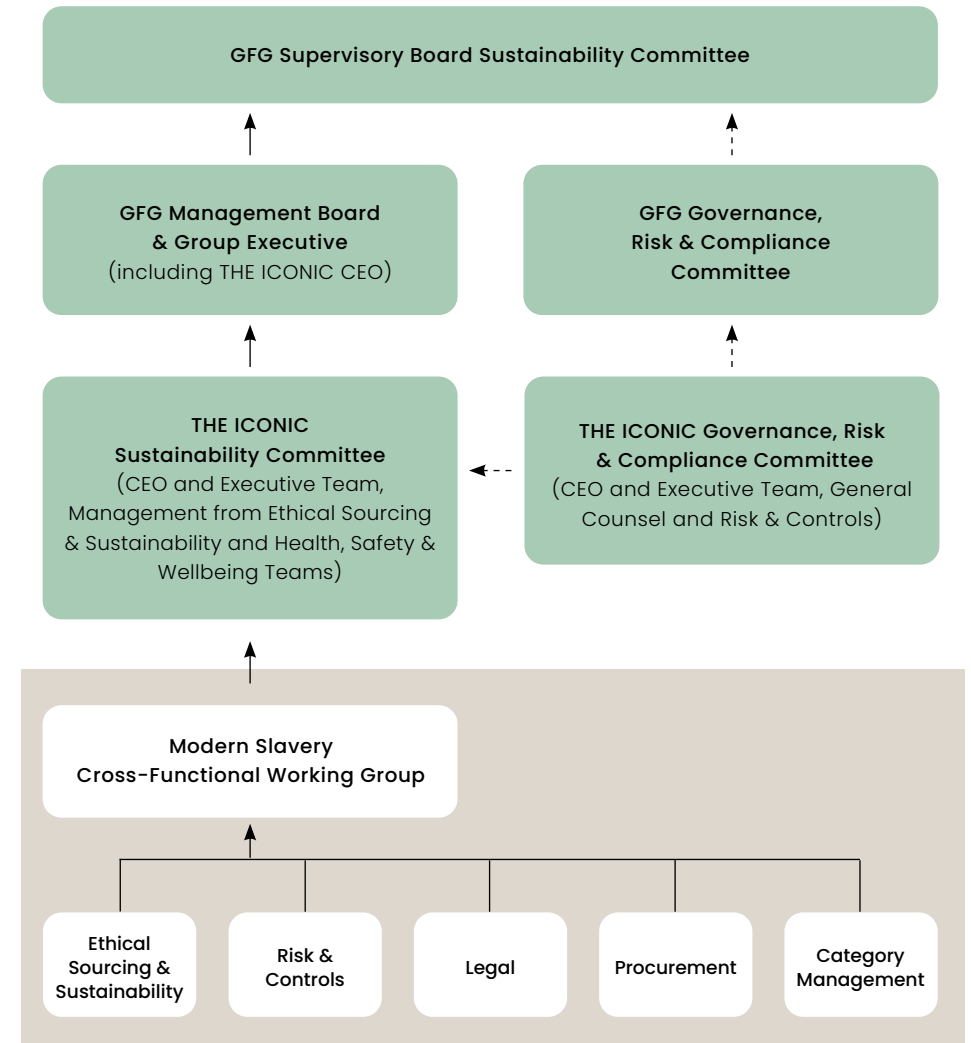 GFG Supervisory Board Sustainability Committee
GFG Management Board
& Group Executive
(including THE ICONIC CEO)
GFG Governance,
Risk & Compliance
Committee
THE ICONIC
Sustainability Committee
(CEO and Executive Team,
Management from Ethical Sourcing
& Sustainability and Health, Safety &
Wellbeing Teams)
THE ICONIC Governance, Risk
& Compliance Committee
(CEO and Executive Team, General
Counsel and Risk & Controls)
Modern Slavery
Cross-Functional Working Group
Ethical
Sourcing &
Sustainability
Risk &
Controls
Legal
Procurement
Category
Management